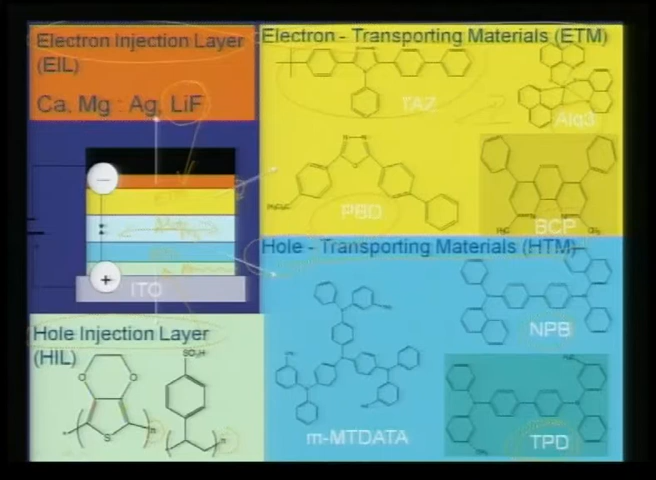 Electron Injection Layer
(EIL)
Ca, Mg : Ag, LiF
Electron - Transporting Materials (ETM)
TAZ
Alq3
PBD
BCP
−
+
ITO
Hole - Transporting Materials (HTM)
NPB
m-MTDATA
TPD
Hole Injection Layer
(HIL)
SO₃H
O
O
S
n
n